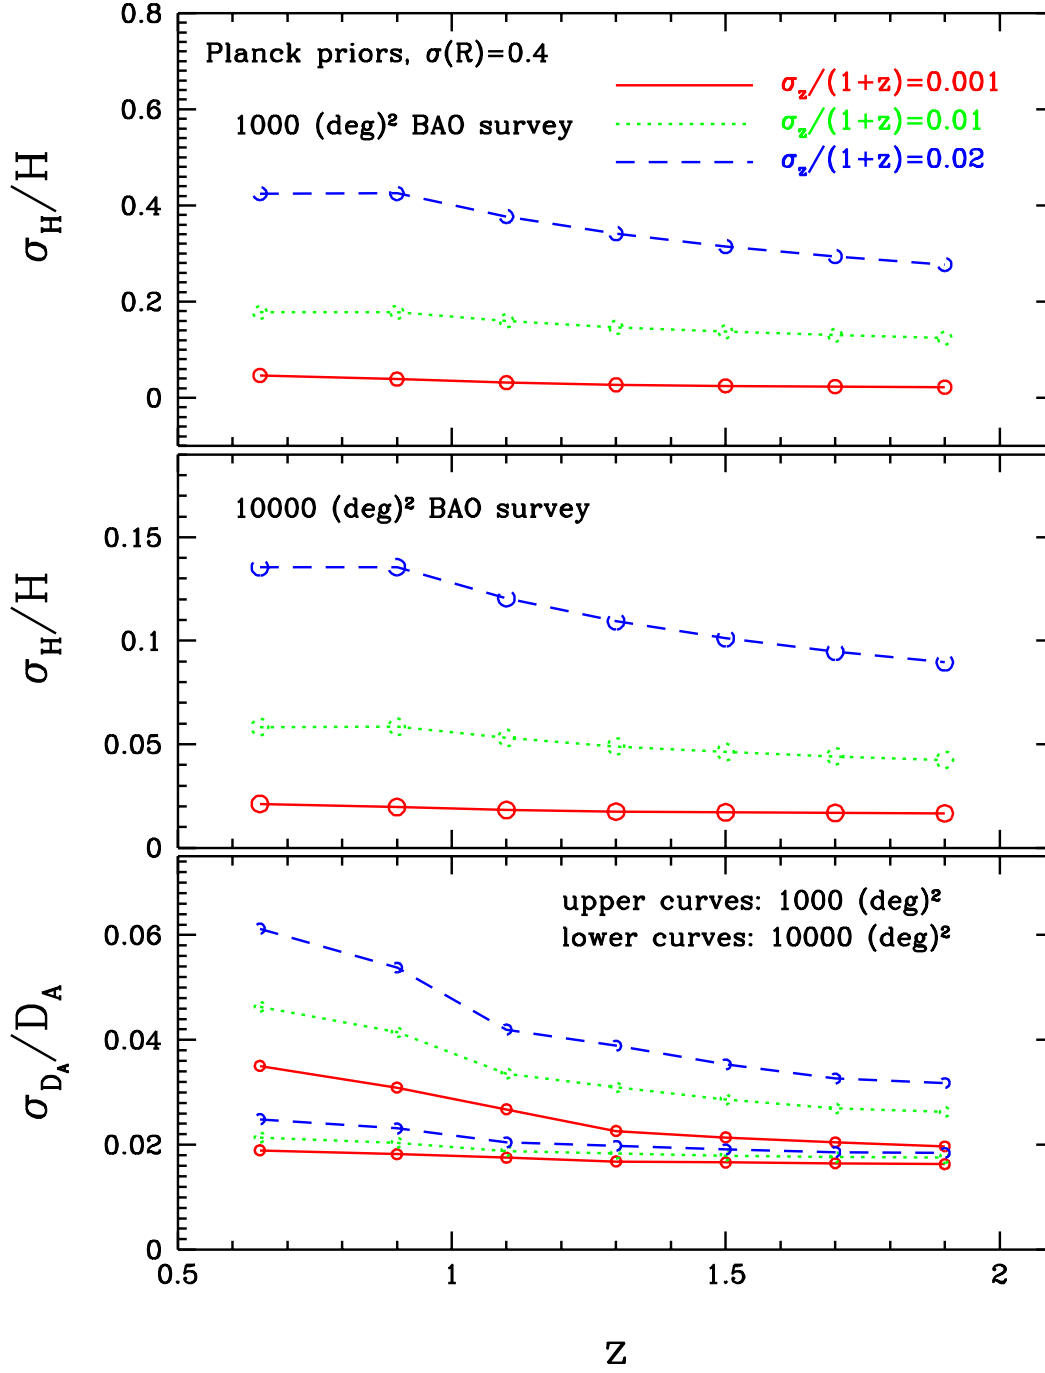 0.8
Planck priors, σ(R)=0.4
σz/(1+z)=0.001
0.6
1000 (deg)² BAO survey
σz/(1+z)=0.01
σz/(1+z)=0.02
σH/H
0.4
0.2
0
10000 (deg)² BAO survey
0.15
σH/H
0.1
0.05
0
upper curves: 1000 (deg)²
lower curves: 10000 (deg)²
0.06
σDA/DA
0.04
0.02
0
0.5 1 1.5 2
z